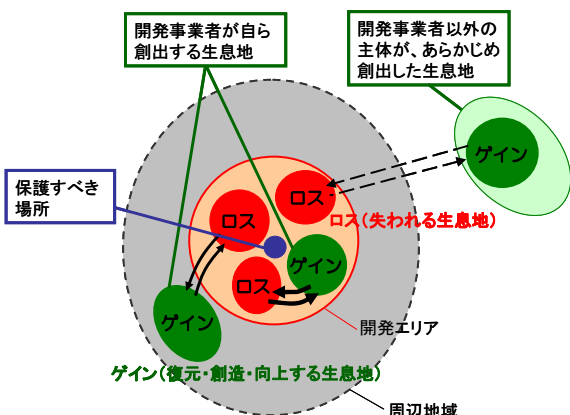 開発事業者が自ら
創出する生息地
開発事業者以外の
主体が、あらかじめ
創出した生息地
ゲイン
保護すべき
場所
ロス
ロス
ロス(失われる生息地)
ゲイン
ロス
ゲイン
開発エリア
ゲイン(復元・創造・向上する生息地)
周辺地域